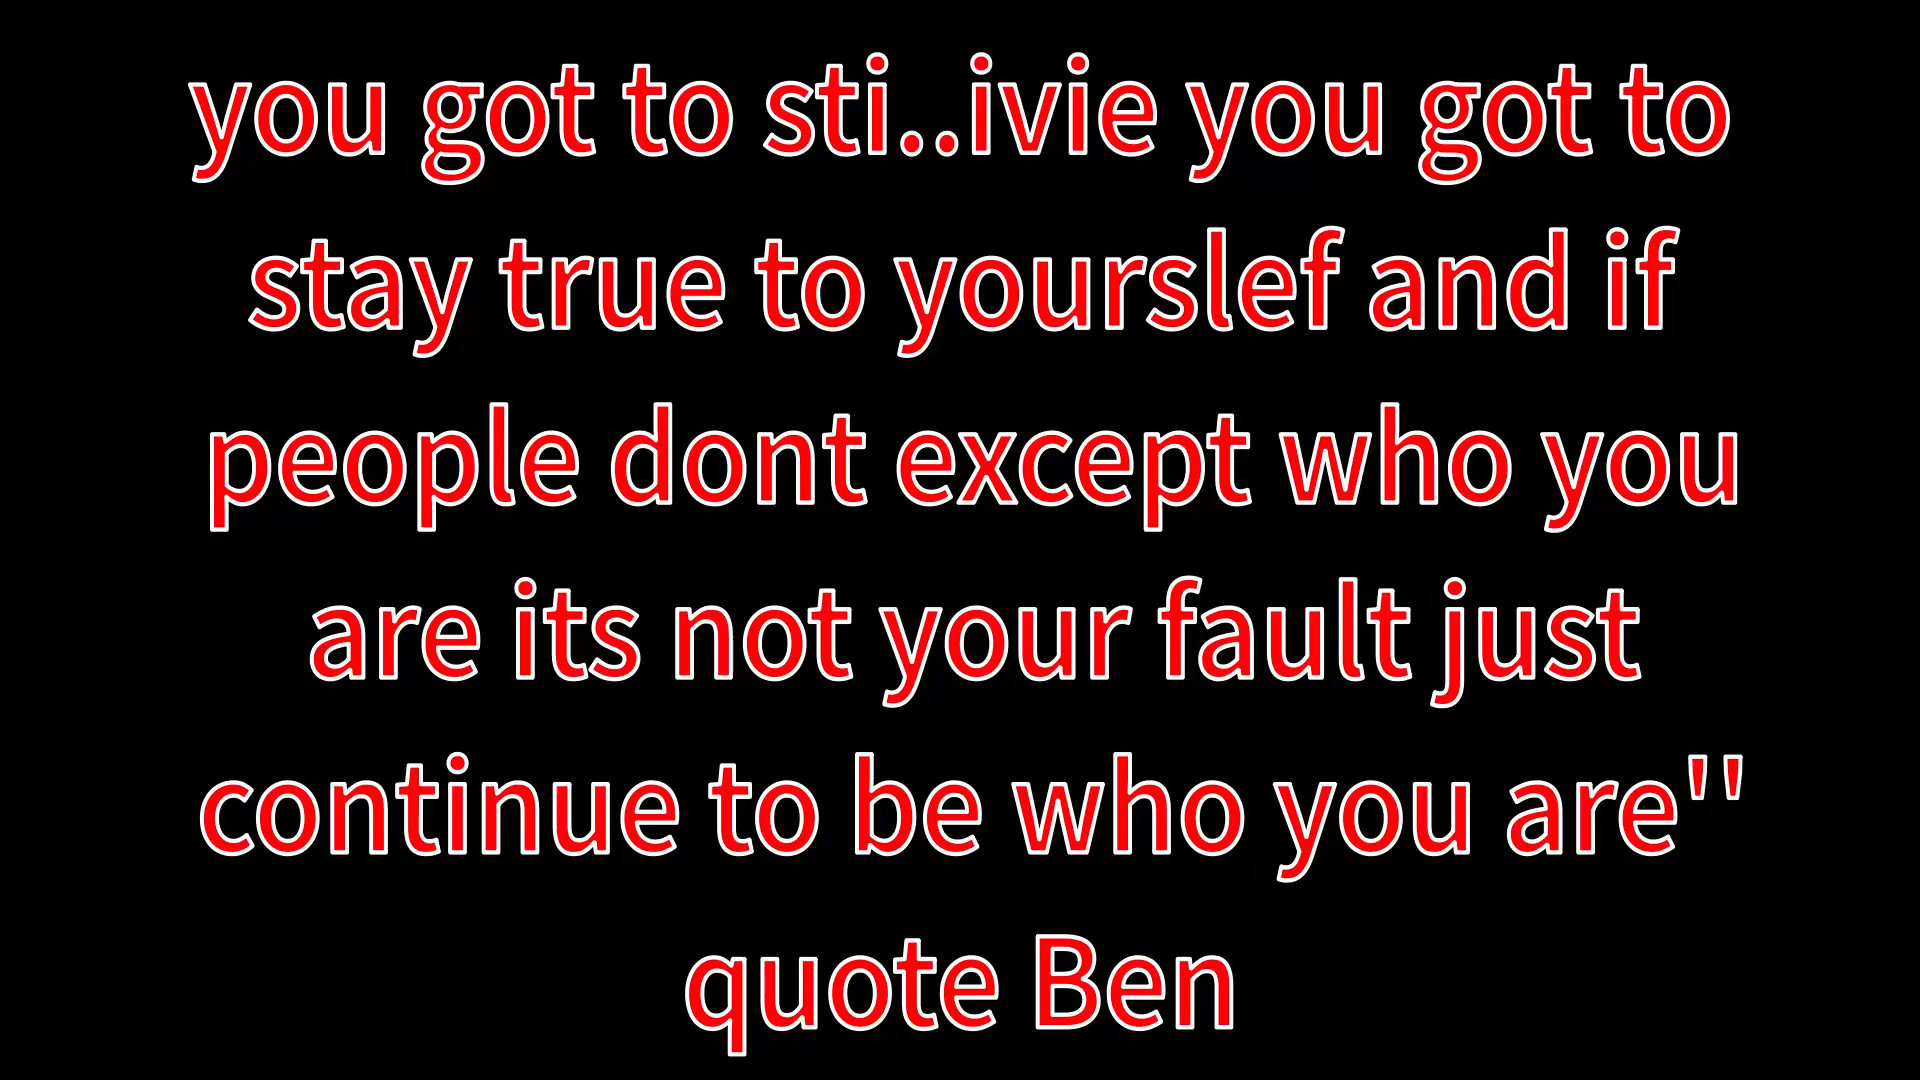 you got to sti..ivie you got to
stay true to yourslef and if
people dont except who you
are its not your fault just
continue to be who you are''
quote Ben